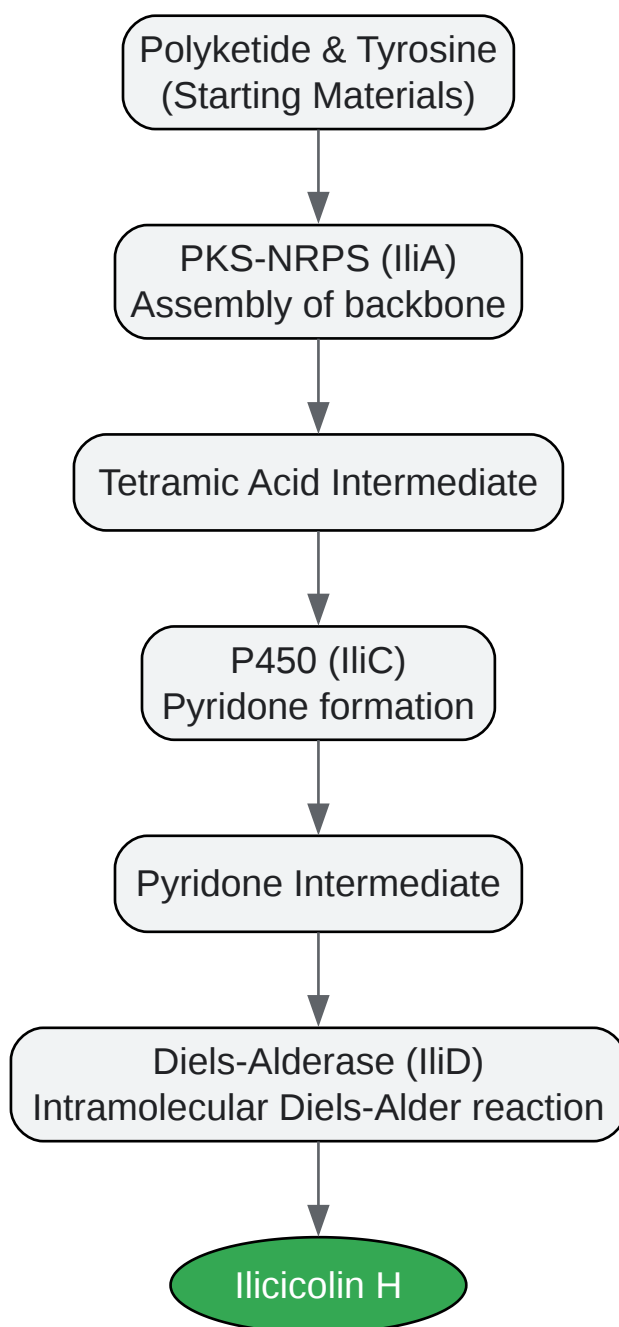 Polyketide & Tyrosine
(Starting Materials)
PKS-NRPS (IliA)
Assembly of backbone
Tetramic Acid Intermediate
P450 (IliC)
Pyridone formation
Pyridone Intermediate
Diels-Alderase (IliD)
Intramolecular Diels-Alder reaction
Ilicicolin H